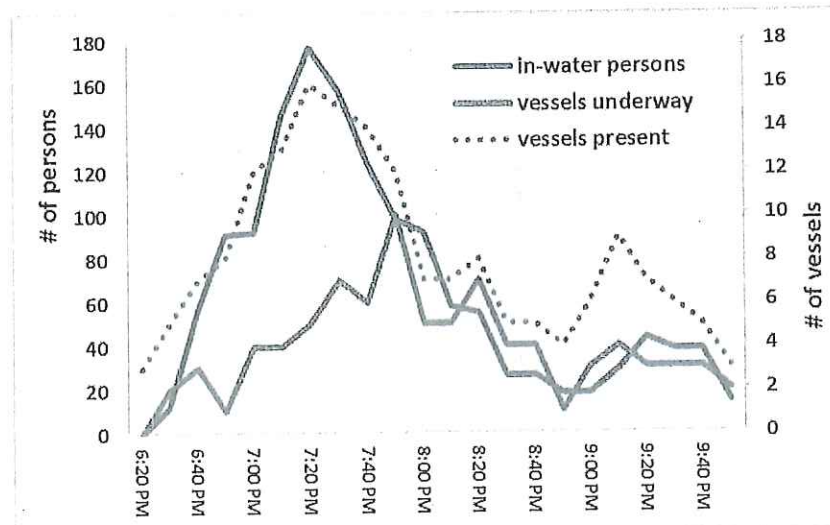 180
160
140
120
100
80
60
40
20
0
# of persons
in-water persons
vessels underway
vessels present
18
16
14
12
10
8
6
4
2
0
# of vessels
6:20 PM
6:40 PM
7:00 PM
7:20 PM
7:40 PM
8:00 PM
8:20 PM
8:40 PM
9:00 PM
9:20 PM
9:40 PM